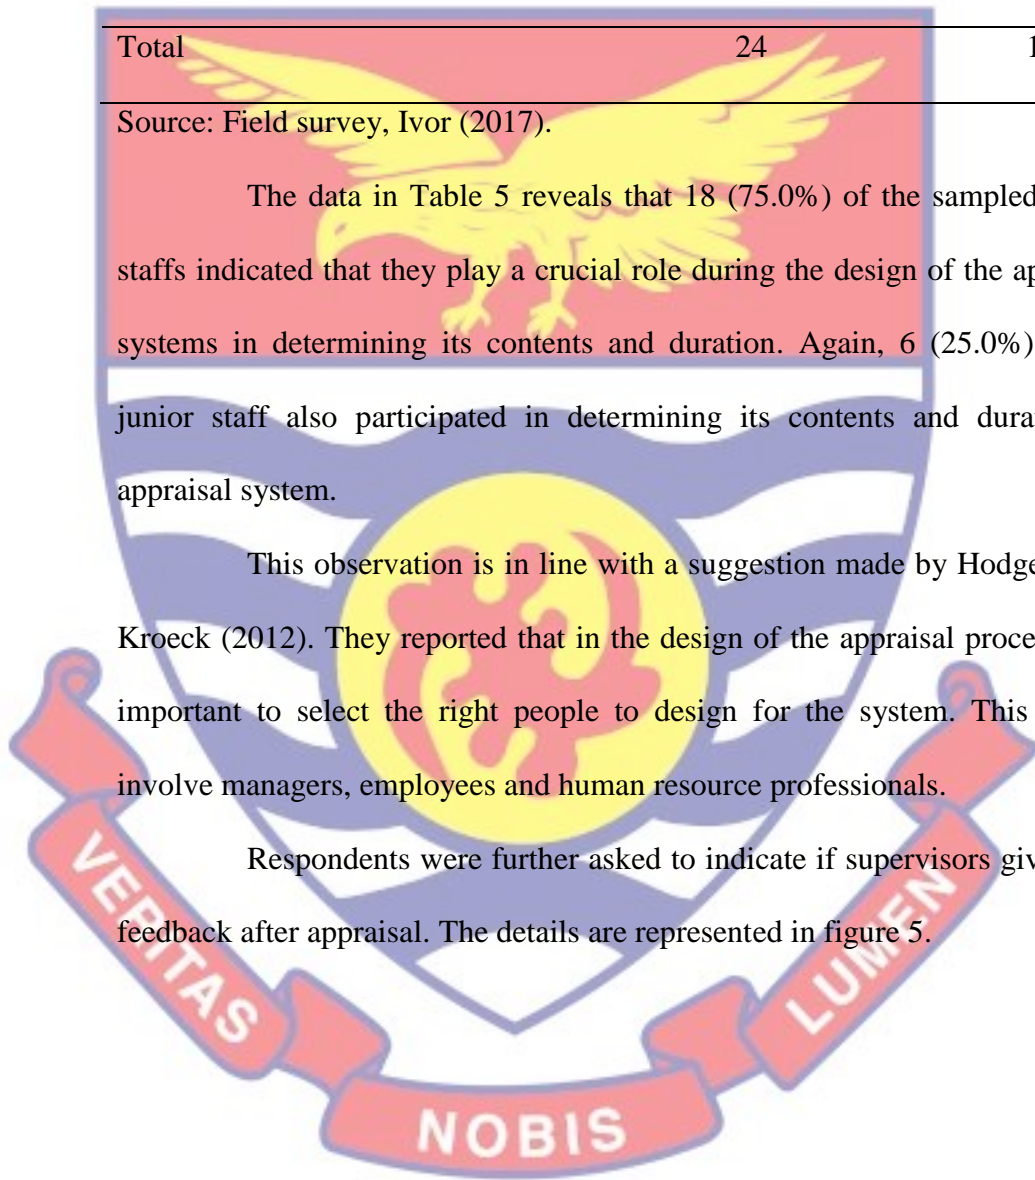 Total 24 1
Source: Field survey, Ivor (2017).
The data in Table 5 reveals that 18 (75.0%) of the sampled
staffs indicated that they play a crucial role during the design of the ap
systems in determining its contents and duration. Again, 6 (25.0%)
junior staff also participated in determining its contents and dura
appraisal system.
This observation is in line with a suggestion made by Hodge
Kroeck (2012). They reported that in the design of the appraisal proce
important to select the right people to design for the system. This
involve managers, employees and human resource professionals.
Respondents were further asked to indicate if supervisors giv
feedback after appraisal. The details are represented in figure 5.
VERITAS
NOBIS
LUMEN